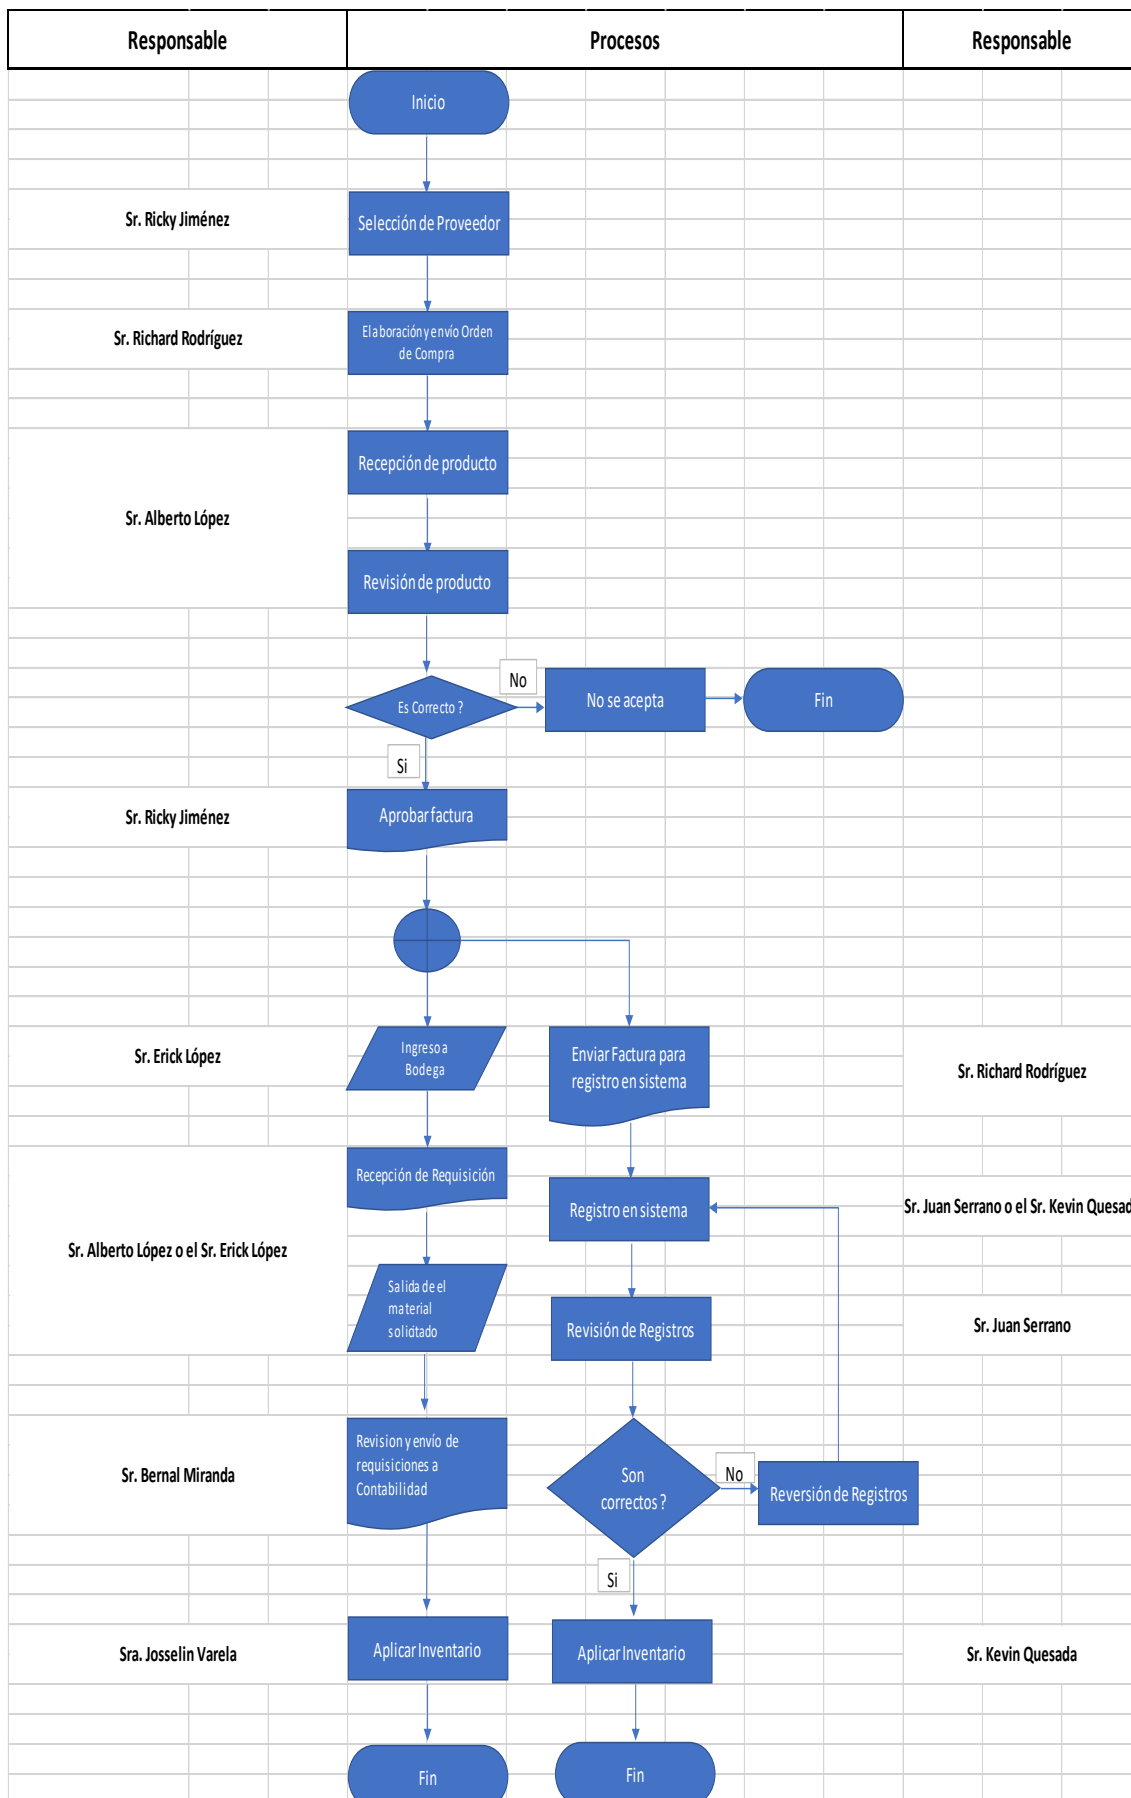 Responsable
Procesos
Responsable
Inicio
Sr. Ricky Jiménez
Selección de Proveedor
Sr. Richard Rodríguez
Elaboración y envío Orden
de Compra
Recepción de producto
Sr. Alberto López
Revisión de producto
Es Correcto ?
No
No se acepta
Fin
Si
Sr. Ricky Jiménez
Aprobar factura
Sr. Erick López
Ingreso a
Bodega
Enviar Factura para
registro en sistema
Sr. Richard Rodríguez
Recepción de Requisición
Registro en sistema
Sr. Juan Serrano o el Sr. Kevin Quesad
Sr. Alberto López o el Sr. Erick López
Salida de el
material
solicitado
Revisión de Registros
Sr. Juan Serrano
Sr. Bernal Miranda
Revision y envío de
requisiciones a
Contabilidad
Son
correctos ?
No
Reversión de Registros
Si
Sra. Josselin Varela
Aplicar Inventario
Aplicar Inventario
Sr. Kevin Quesada
Fin
Fin